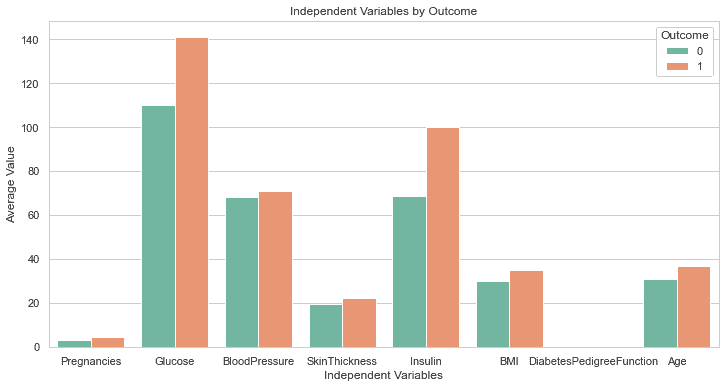 Independent Variables by Outcome
Outcome
0
1
140
120
100
80
60
40
20
0
Average Value
Pregnancies Glucose BloodPressure SkinThickness Insulin BMI DiabetesPedigreeFunction Age
Independent Variables